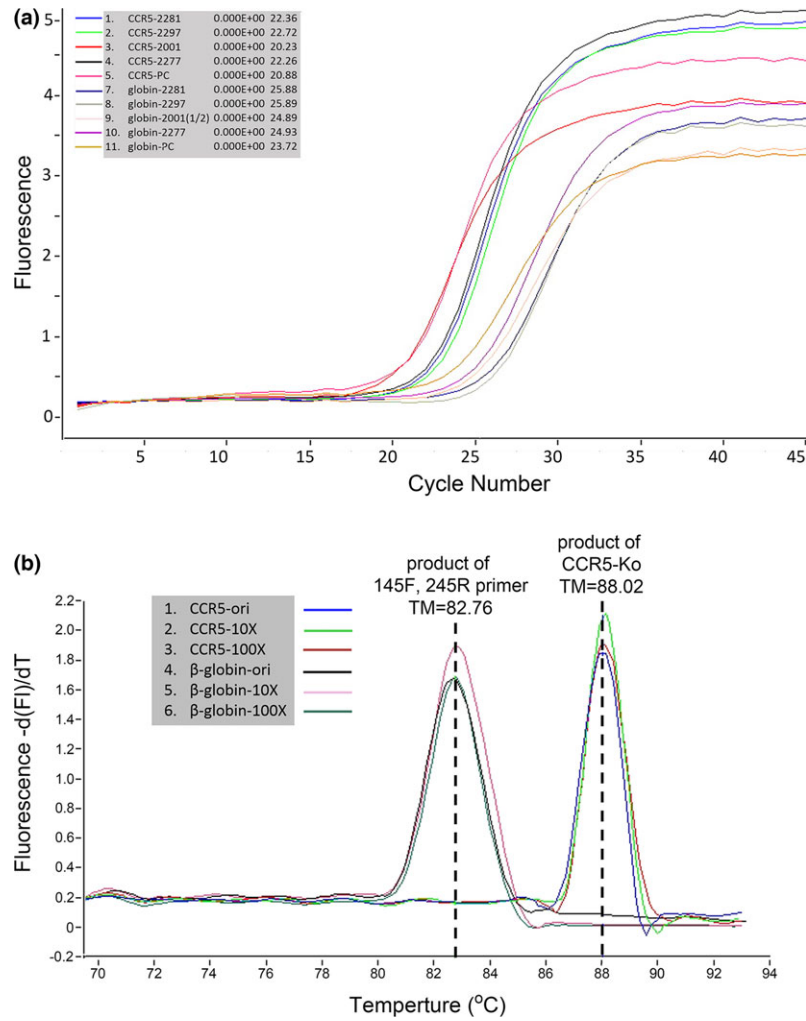 (a)
1. CCR5-2281 0.000E+00 22.36
2. CCR5-2297 0.000E+00 22.72
3. CCR5-2001 0.000E+00 20.23
4. CCR5-2277 0.000E+00 22.26
5. CCR5-PC 0.000E+00 20.88
7. globin-2281 0.000E+00 25.88
8. globin-2297 0.000E+00 25.89
9. globin-2001(1/2) 0.000E+00 24.89
10. globin-2277 0.000E+00 24.93
11. globin-PC 0.000E+00 23.72
Fluorescence
5
4
3
2
1
0
5 10 15 20 25 30 35 40 45
Cycle Number
(b)
product of
145F, 245R primer
TM=82.76
product of
CCR5-Ko
TM=88.02
1. CCR5-ori
2. CCR5-10X
3. CCR5-100X
4. β-globin-ori
5. β-globin-10X
6. β-globin-100X
Fluorescence -d(FI)/dT
2.2
2.0
1.8
1.6
1.4
1.2
1.0
0.8
0.6
0.4
0.2
0
-0.2
70 72 74 76 78 80 82 84 86 88 90 92 94
Temperture (°C)